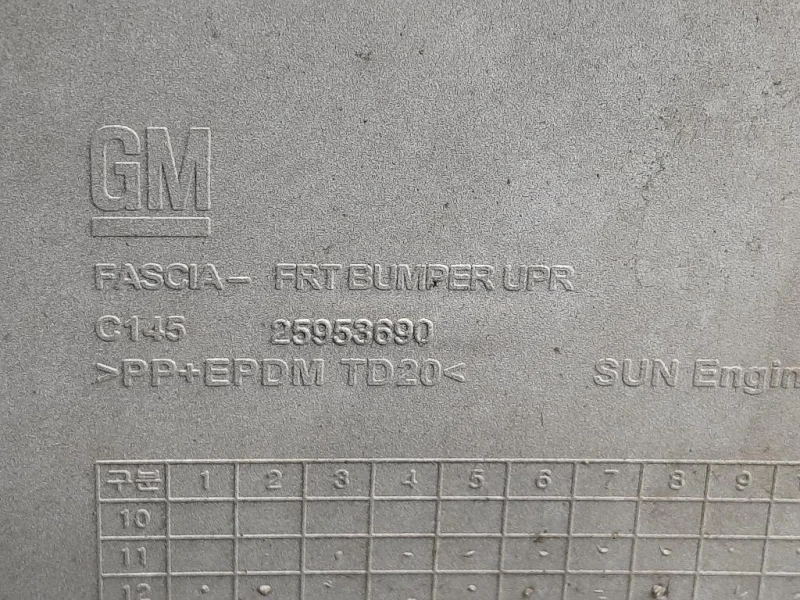 GM
FASCIA- FRT BUMPER UPR
C145 25953690
>PP+EPDM TD20< SUN Engin
구분 1 2 3 4 5 6 7 8 9
10
11
12